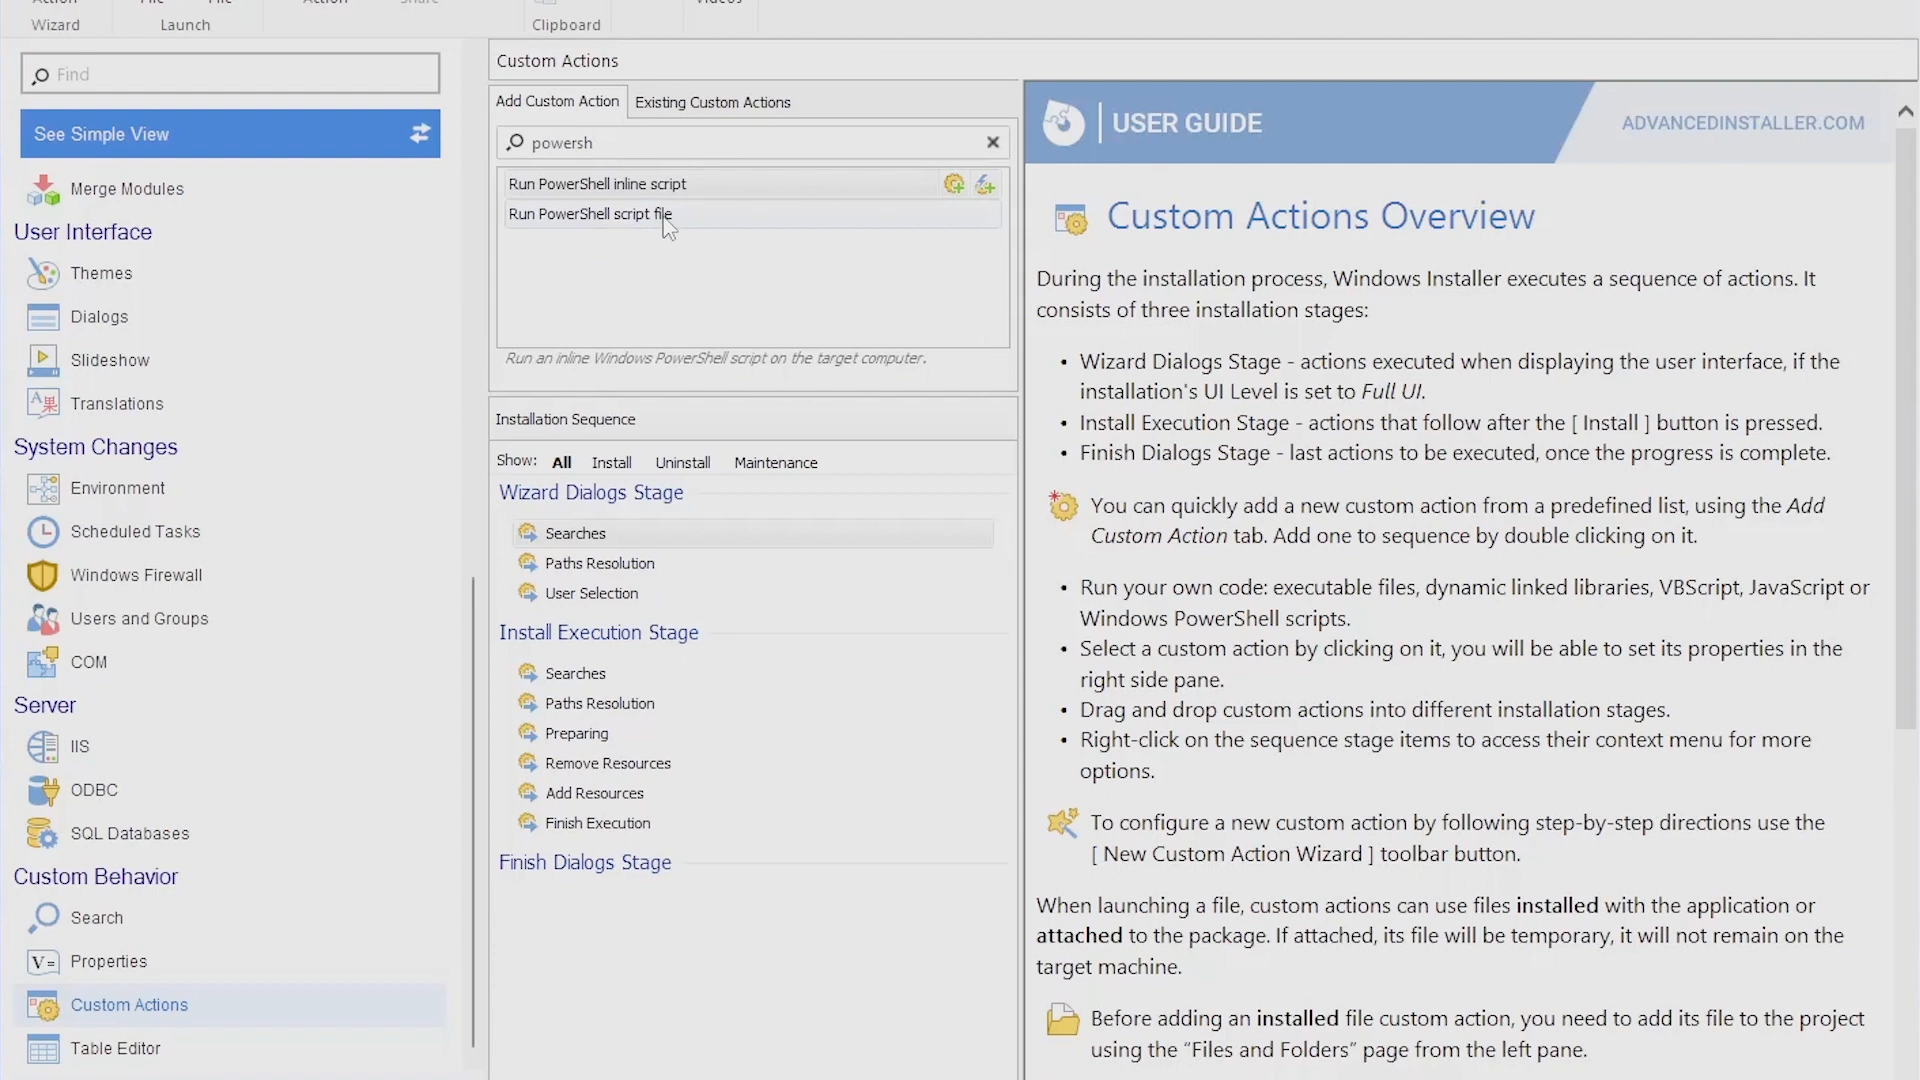 Wizard
Launch
Clipboard
Find
See Simple View
Merge Modules
User Interface
Themes
Dialogs
Slideshow
Translations
System Changes
Environment
Scheduled Tasks
Windows Firewall
Users and Groups
COM
Server
IIS
ODBC
SQL Databases
Custom Behavior
Search
Properties
Custom Actions
Table Editor
Custom Actions
Add Custom Action
Existing Custom Actions
powersh
Run PowerShell inline script
Run PowerShell script file
Run an inline Windows PowerShell script on the target computer.
Installation Sequence
Show: All Install Uninstall Maintenance
Wizard Dialogs Stage
Searches
Paths Resolution
User Selection
Install Execution Stage
Searches
Paths Resolution
Preparing
Remove Resources
Add Resources
Finish Execution
Finish Dialogs Stage
USER GUIDE
ADVANCEDINSTALLER.COM
Custom Actions Overview
During the installation process, Windows Installer executes a sequence of actions. It
consists of three installation stages:
• Wizard Dialogs Stage - actions executed when displaying the user interface, if the
installation's UI Level is set to Full UI.
• Install Execution Stage - actions that follow after the [ Install ] button is pressed.
• Finish Dialogs Stage - last actions to be executed, once the progress is complete.
You can quickly add a new custom action from a predefined list, using the Add
Custom Action tab. Add one to sequence by double clicking on it.
• Run your own code: executable files, dynamic linked libraries, VBScript, JavaScript or
Windows PowerShell scripts.
• Select a custom action by clicking on it, you will be able to set its properties in the
right side pane.
• Drag and drop custom actions into different installation stages.
• Right-click on the sequence stage items to access their context menu for more
options.
To configure a new custom action by following step-by-step directions use the
[ New Custom Action Wizard ] toolbar button.
When launching a file, custom actions can use files installed with the application or
attached to the package. If attached, its file will be temporary, it will not remain on the
target machine.
Before adding an installed file custom action, you need to add its file to the project
using the “Files and Folders” page from the left pane.